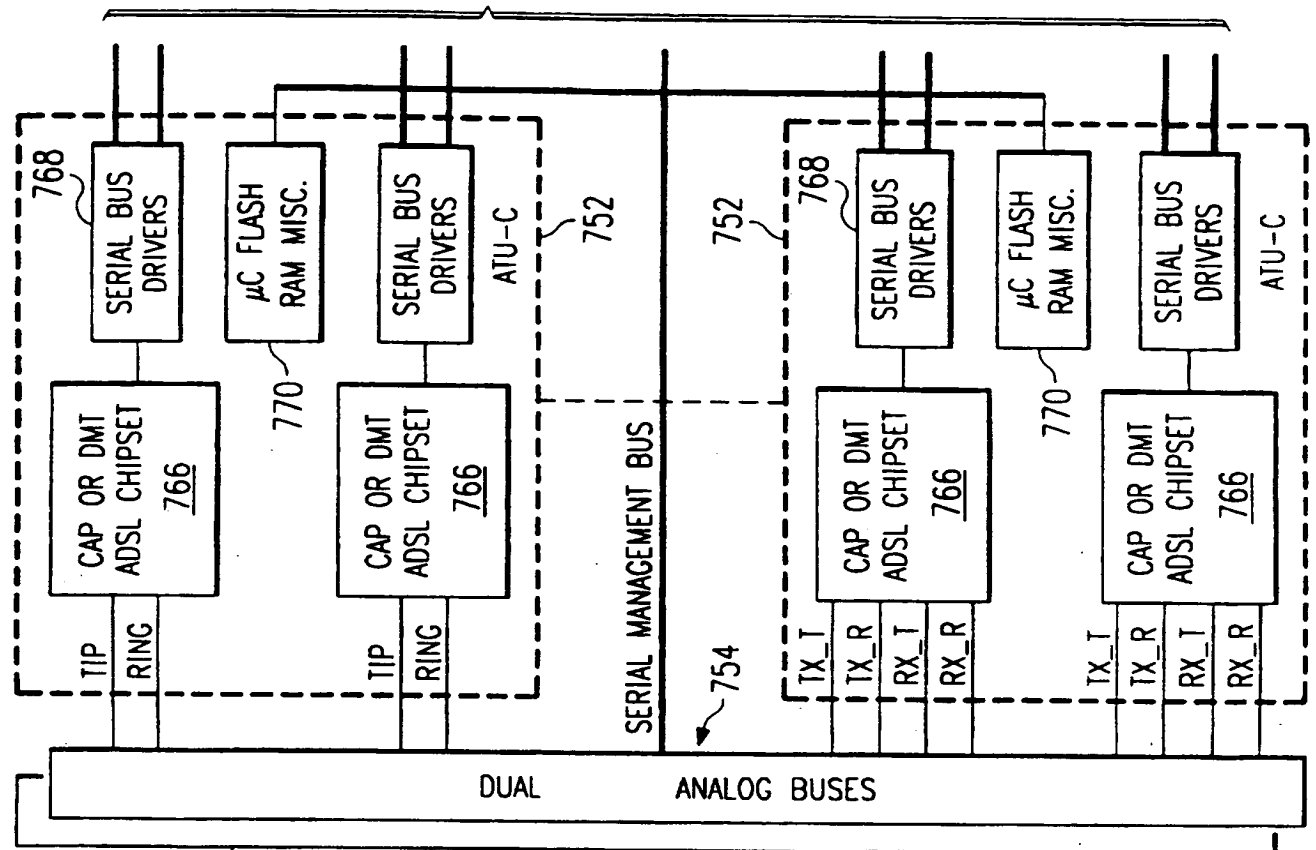 768
SERIAL BUS
DRIVERS
µC FLASH
RAM MISC.
770
SERIAL BUS
DRIVERS
ATU-C
752
CAP OR DMT
ADSL CHIPSET
766
CAP OR DMT
ADSL CHIPSET
766
TIP
RING
TIP
RING
SERIAL MANAGEMENT BUS
754
752
768
SERIAL BUS
DRIVERS
µC FLASH
RAM MISC.
770
SERIAL BUS
DRIVERS
ATU-C
CAP OR DMT
ADSL CHIPSET
766
CAP OR DMT
ADSL CHIPSET
766
TX_T
TX_R
RX_T
RX_R
TX_T
TX_R
RX_T
RX_R
DUAL ANALOG BUSES